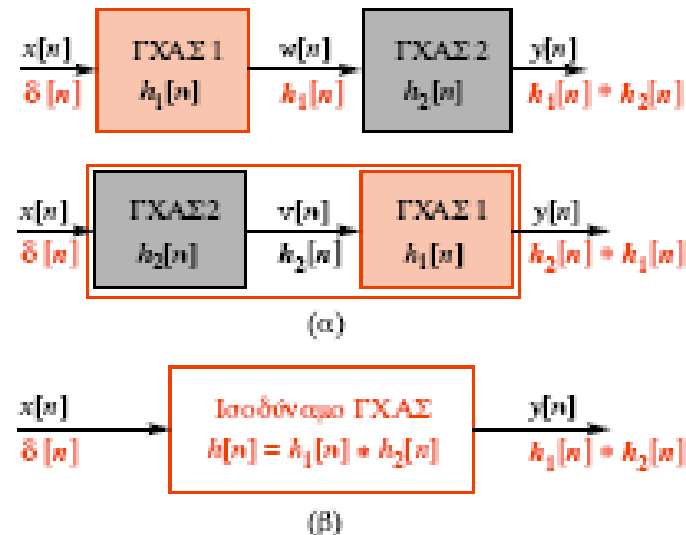 x[n] ΓΧΑΣ 1 w[n] ΓΧΑΣ 2 y[n]
δ[n] h₁[n] h₁[n] h₂[n] h₁[n] * h₂[n]
x[n] ΓΧΑΣ 2 v[n] ΓΧΑΣ 1 y[n]
δ[n] h₂[n] h₂[n] h₁[n] h₂[n] * h₁[n]
(α)
x[n] Ισοδύναμο ΓΧΑΣ y[n]
δ[n] h[n] = h₁[n] * h₂[n] h₁[n] * h₂[n]
(β)